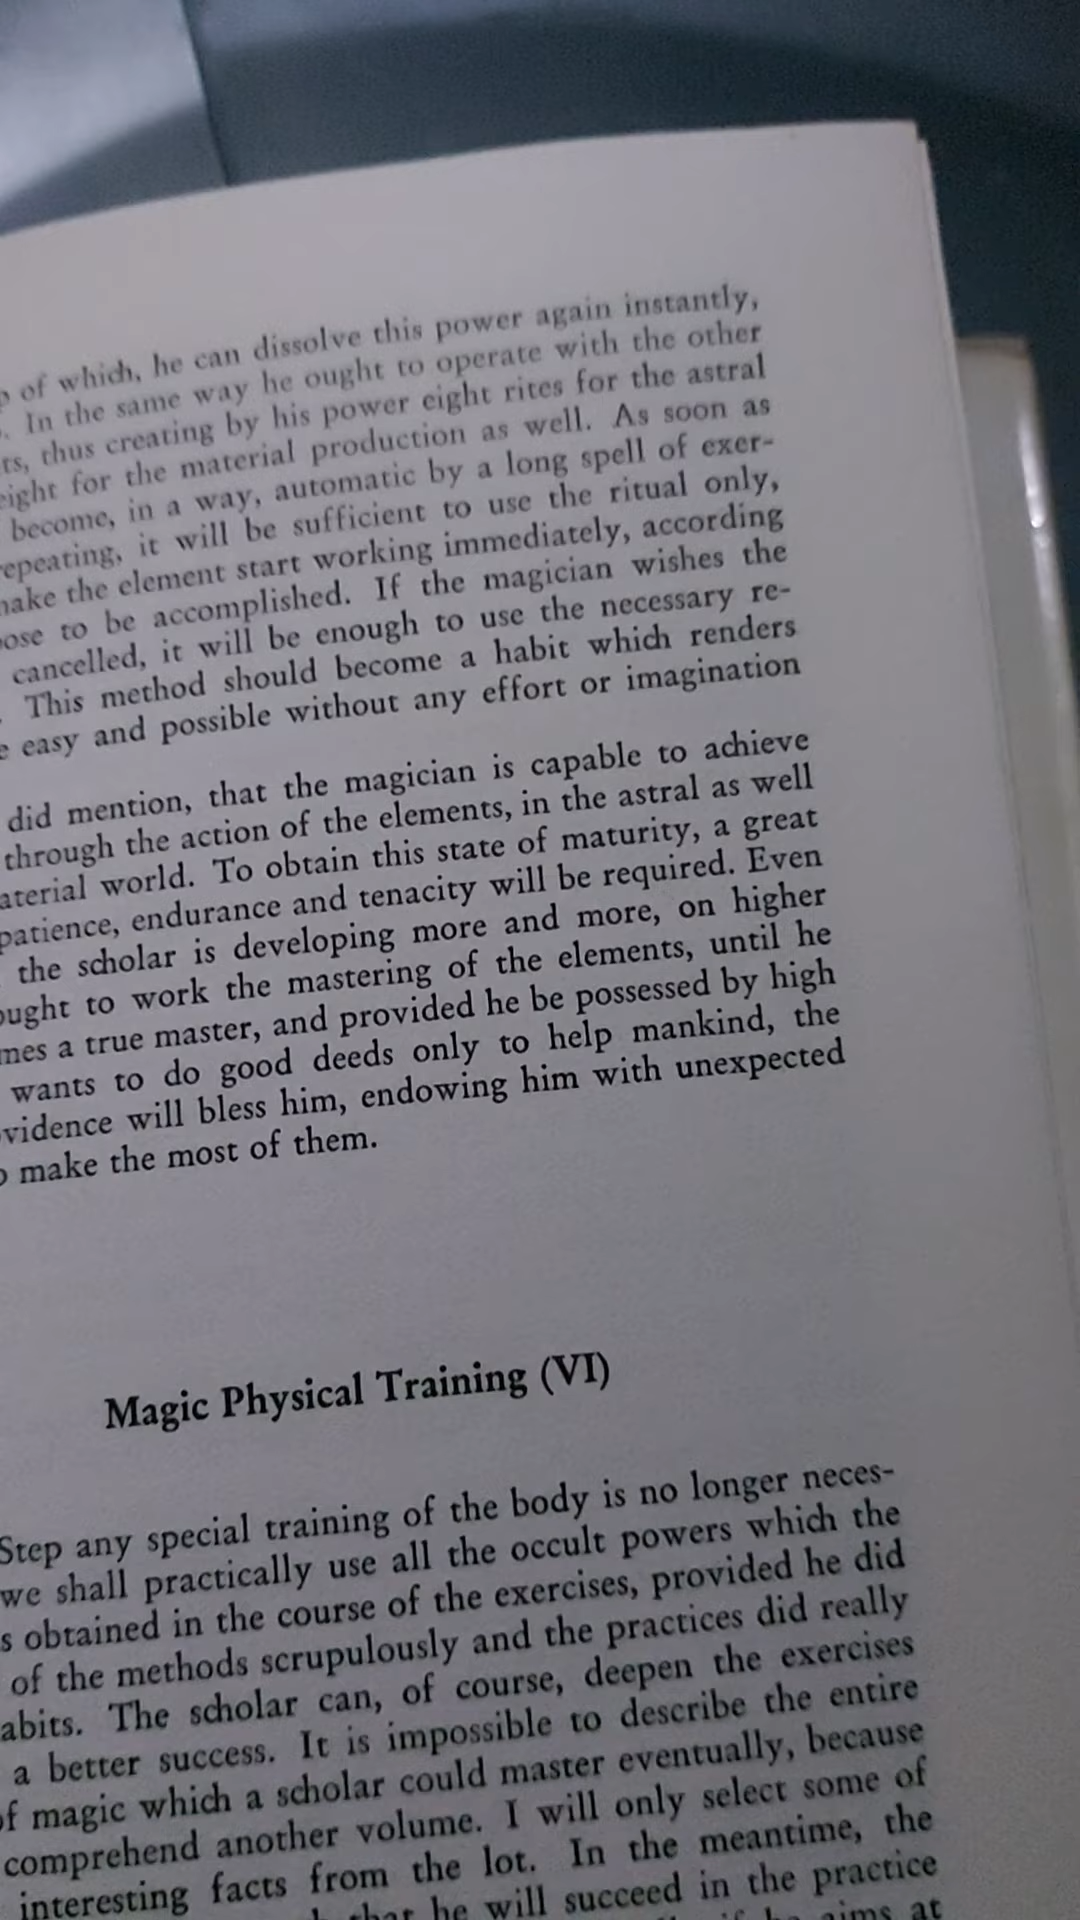 of which, he can dissolve this power again instantly,
. In the same way he ought to operate with the other
ts, thus creating by his power eight rites for the astral
eight for the material production as well. As soon as
become, in a way, automatic by a long spell of exer-
repeating, it will be sufficient to use the ritual only,
make the element start working immediately, according
ose to be accomplished. If the magician wishes the
cancelled, it will be enough to use the necessary re-
. This method should become a habit which renders
e easy and possible without any effort or imagination
did mention, that the magician is capable to achieve
through the action of the elements, in the astral as well
aterial world. To obtain this state of maturity, a great
patience, endurance and tenacity will be required. Even
the scholar is developing more and more, on higher
ought to work the mastering of the elements, until he
mes a true master, and provided he be possessed by high
wants to do good deeds only to help mankind, the
vidence will bless him, endowing him with unexpected
o make the most of them.
Magic Physical Training (VI)
Step any special training of the body is no longer neces-
we shall practically use all the occult powers which the
s obtained in the course of the exercises, provided he did
of the methods scrupulously and the practices did really
abits. The scholar can, of course, deepen the exercises
a better success. It is impossible to describe the entire
of magic which a scholar could master eventually, because
comprehend another volume. I will only select some of
interesting facts from the lot. In the meantime, the
that he will succeed in the practice
if he aims at